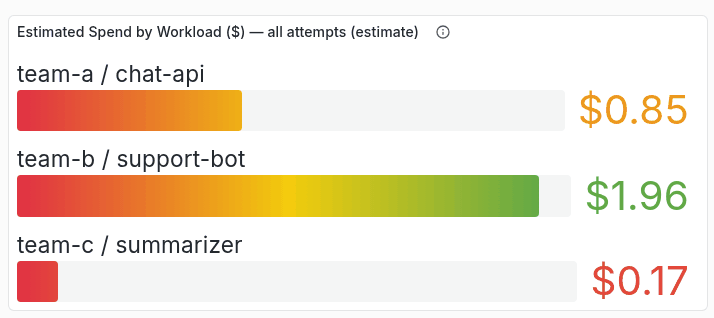 Estimated Spend by Workload ($) — all attempts (estimate)
team-a / chat-api
$0.85
team-b / support-bot
$1.96
team-c / summarizer
$0.17